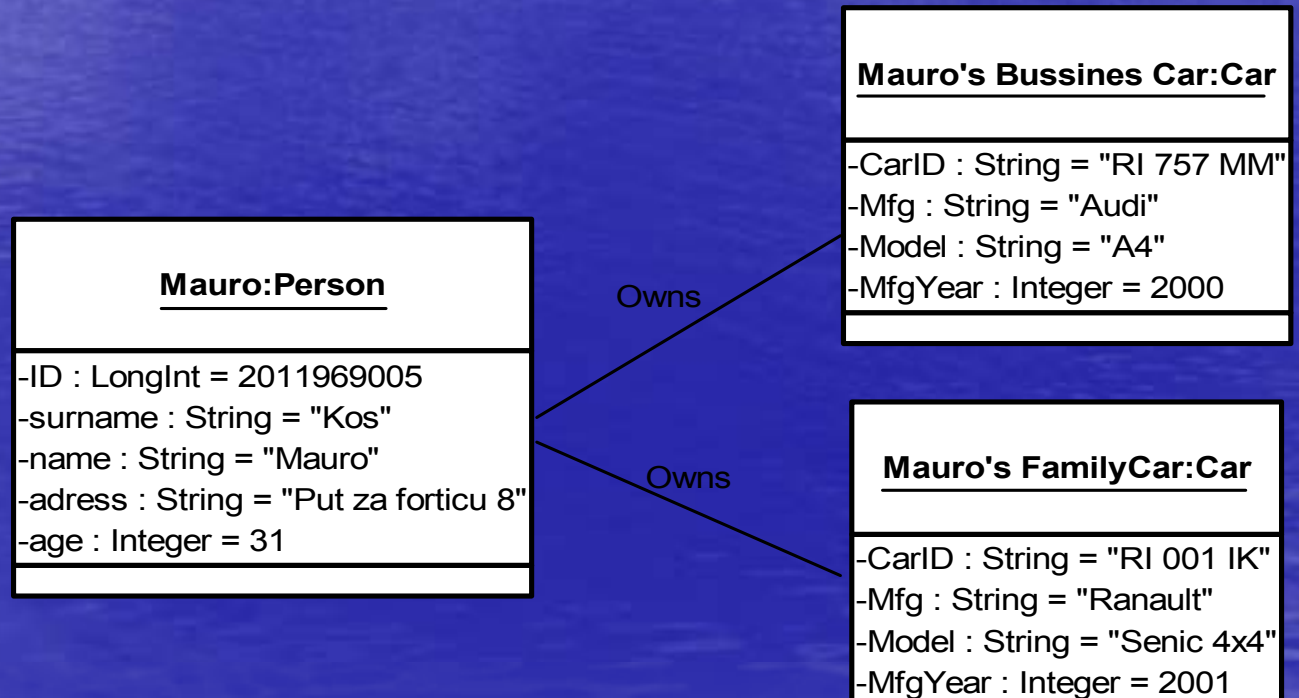 Mauro's Bussines Car:Car
-CarID : String = "RI 757 MM"
-Mfg : String = "Audi"
-Model : String = "A4"
-MfgYear : Integer = 2000
Mauro:Person
-ID : LongInt = 2011969005
-surname : String = "Kos"
-name : String = "Mauro"
-adress : String = "Put za forticu 8"
-age : Integer = 31
Owns
Owns
Mauro's FamilyCar:Car
-CarID : String = "RI 001 IK"
-Mfg : String = "Ranault"
-Model : String = "Senic 4x4"
-MfgYear : Integer = 2001